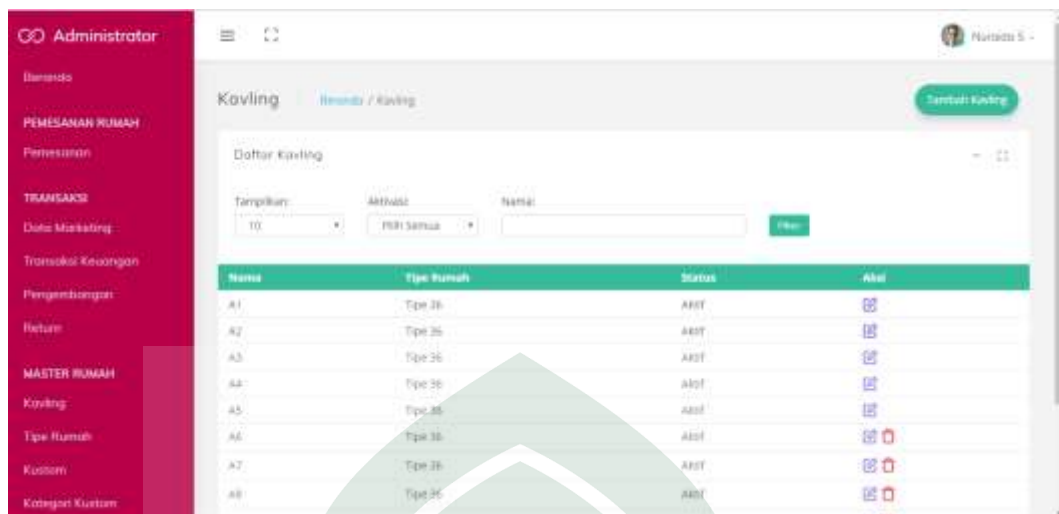 Administrator
Beranda
PEMESANAN RUMAH
Pemesanan
TRANSAKSI
Data Marketing
Transaksi Keuangan
Pengembangan
Return
MASTER RUMAH
Kavling
Tipe Rumah
Kustom
Kategori Kustom
S
Kavling
Beranda / Kavling
Tambah Kavling
Daftar Kavling
Tampilkan: Aktivasi: Nama:
10 Pilih Semua Filter
Nama Tipe Rumah Status Aksi
A1 Tipe 36 Aktif
A2 Tipe 36 Aktif
A3 Tipe 36 Aktif
A4 Tipe 36 Aktif
A5 Tipe 36 Aktif
A6 Tipe 36 Aktif
A7 Tipe 36 Aktif
A8 Tipe 36 Aktif